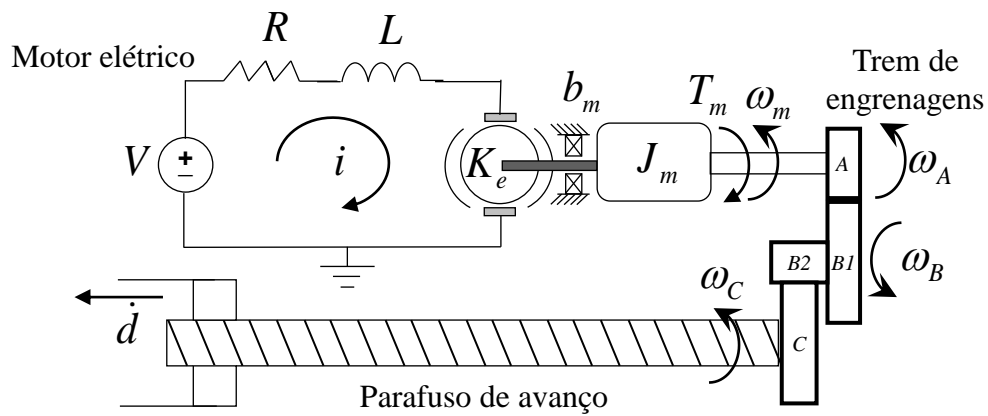 Motor elétrico
R
L
Trem de
engrenagens
b_m
T_m
ω_m
V
+
−
i
K_e
J_m
A
ω_A
B2
B1
ω_B
ω_C
ḋ
C
Parafuso de avanço